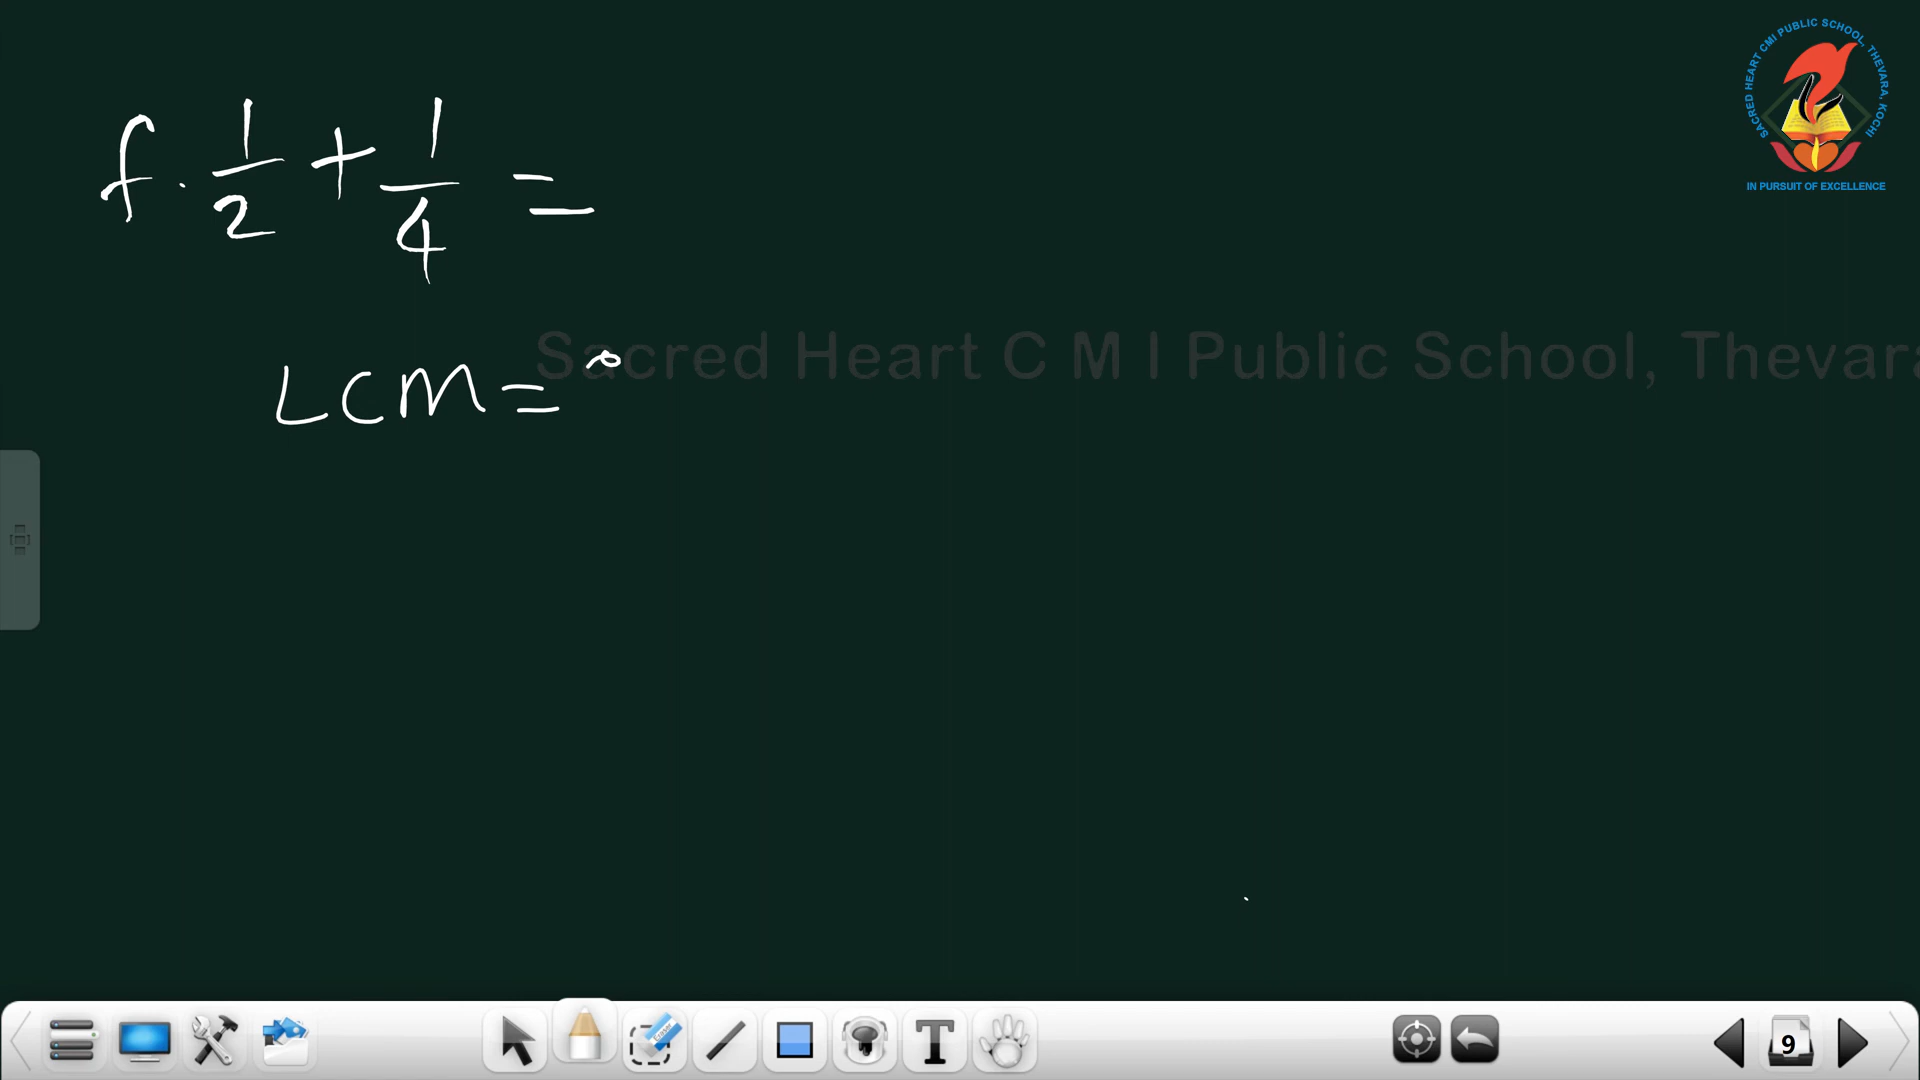 SACRED HEART CMI PUBLIC SCHOOL, THEVARA, KOCHI
IN PURSUIT OF EXCELLENCE
f. 1/2 + 1/4 =
Sacred Heart C M I Public School, Thevara
LCM =
Eraser
T
9